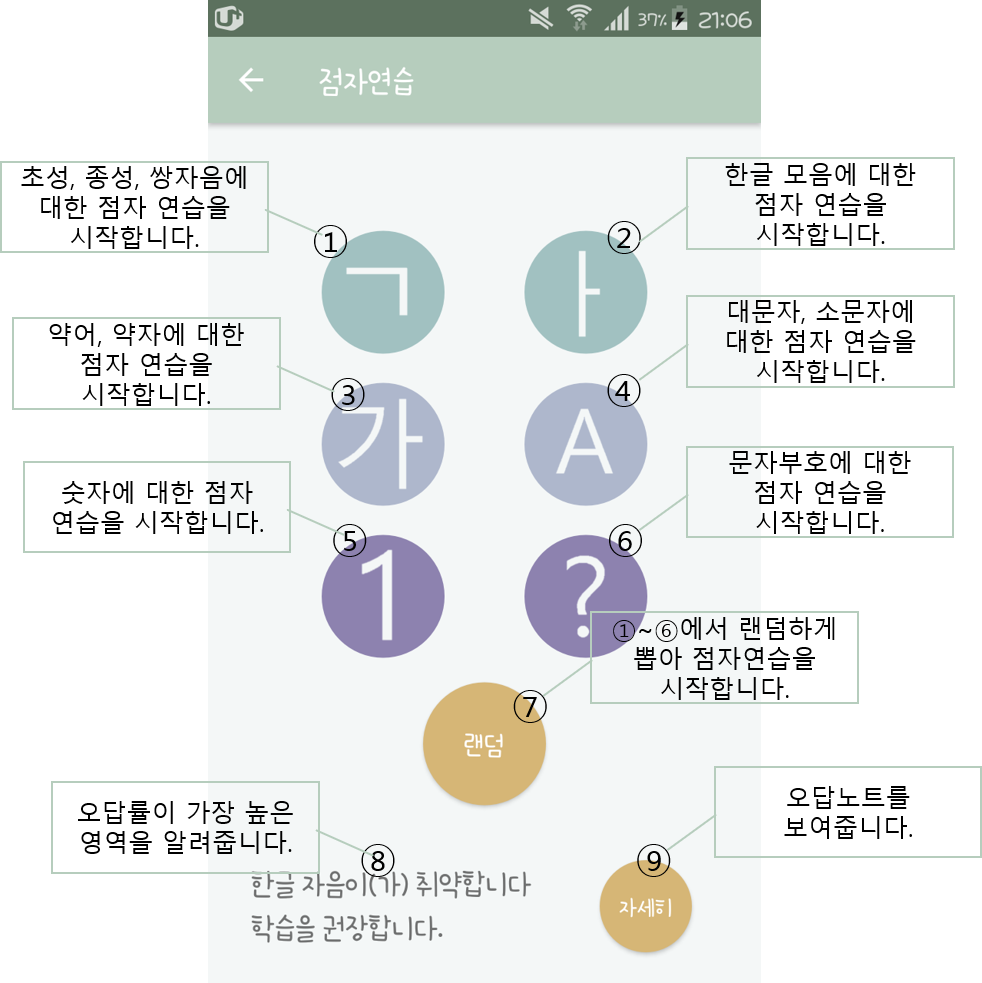 U+ 37% 21:06
점자연습
초성, 종성, 쌍자음에
대한 점자 연습을
시작합니다.
①
ㄱ
한글 모음에 대한
점자 연습을
시작합니다.
②
ㅏ
약어, 약자에 대한
점자 연습을
시작합니다.
③
가
대문자, 소문자에
대한 점자 연습을
시작합니다.
④
A
숫자에 대한 점자
연습을 시작합니다.
⑤
1
문자부호에 대한
점자 연습을
시작합니다.
⑥
?
①~⑥에서 랜덤하게
뽑아 점자연습을
시작합니다.
⑦
랜덤
오답률이 가장 높은
영역을 알려줍니다.
⑧
한글 자음이(가) 취약합니다
학습을 권장합니다.
오답노트를
보여줍니다.
⑨
자세히